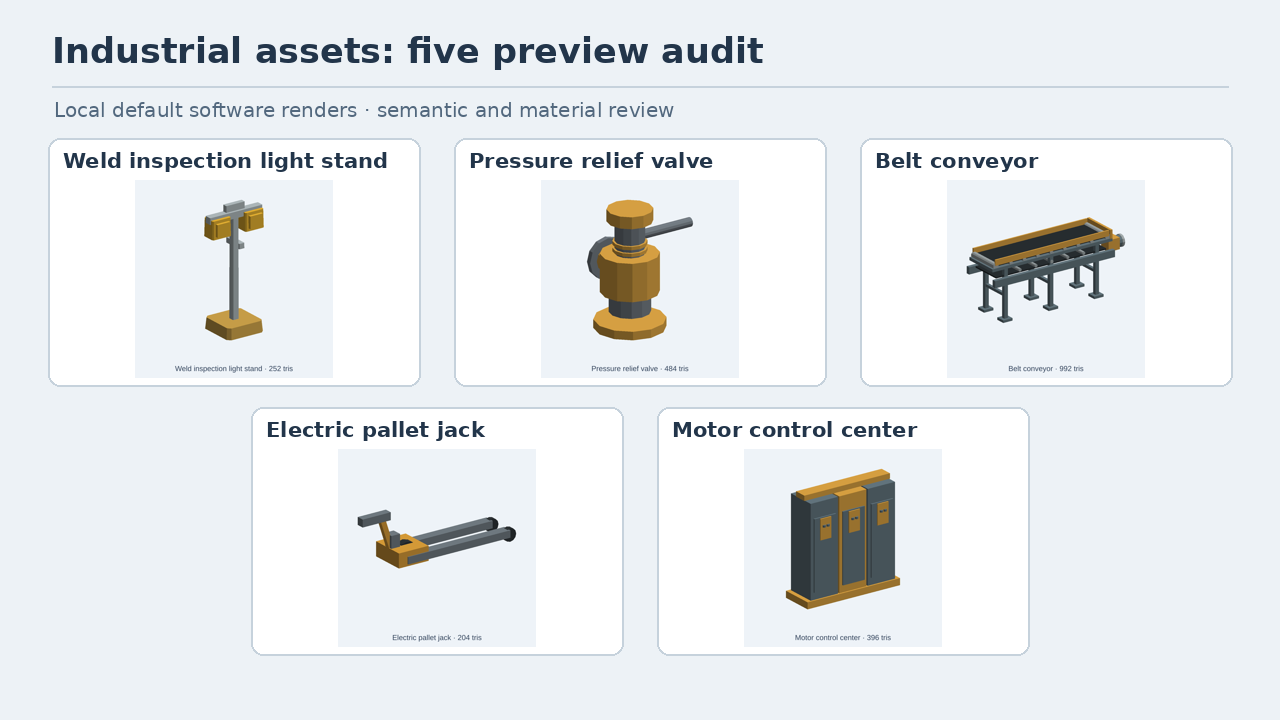 Industrial assets: five preview audit
Local default software renders · semantic and material review
Weld inspection light stand
Weld inspection light stand · 252 tris
Pressure relief valve
Pressure relief valve · 484 tris
Belt conveyor
Belt conveyor · 992 tris
Electric pallet jack
Electric pallet jack · 204 tris
Motor control center
Motor control center · 396 tris